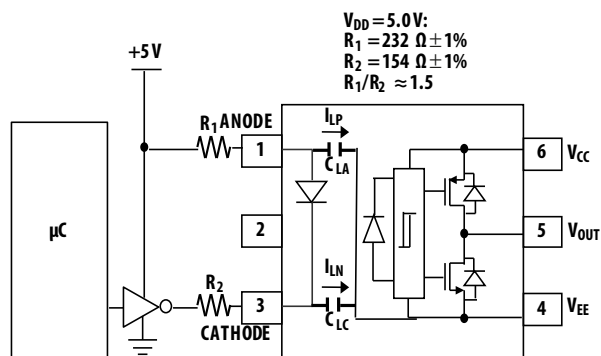 V_DD = 5.0 V:
R_1 = 232 Ω ± 1%
R_2 = 154 Ω ± 1%
R_1/R_2 ≈ 1.5
+5 V
R_1 ANODE
I_LP
1
C_LA
6
V_CC
μC
2
5
V_OUT
R_2
I_LN
3
C_LC
4
V_EE
CATHODE